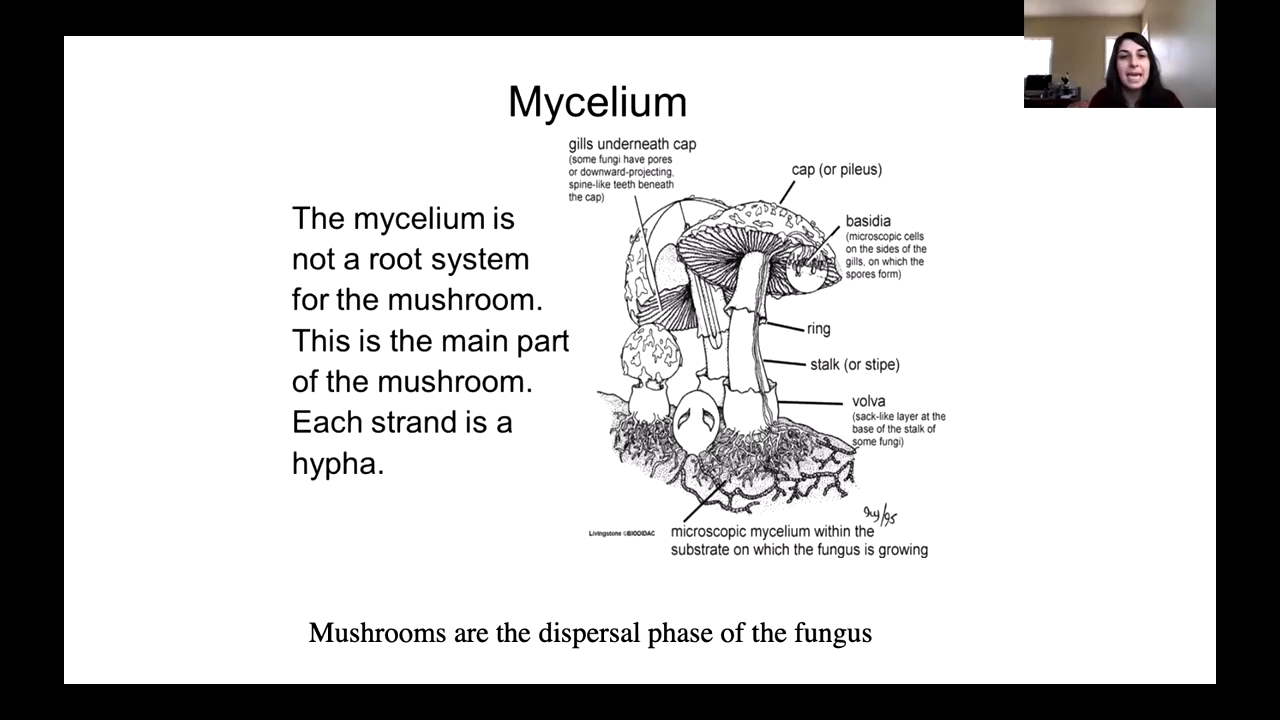 Mycelium
gills underneath cap
(some fungi have pores
or downward-projecting,
spine-like teeth beneath
the cap)
cap (or pileus)
basidia
(microscopic cells
on the sides of the
gills, on which the
spores form)
The mycelium is
not a root system
for the mushroom.
This is the main part
of the mushroom.
Each strand is a
hypha.
ring
stalk (or stipe)
volva
(sack-like layer at the
base of the stalk of
some fungi)
Livingstone ©BIODIDAC
microscopic mycelium within the
substrate on which the fungus is growing
Mushrooms are the dispersal phase of the fungus